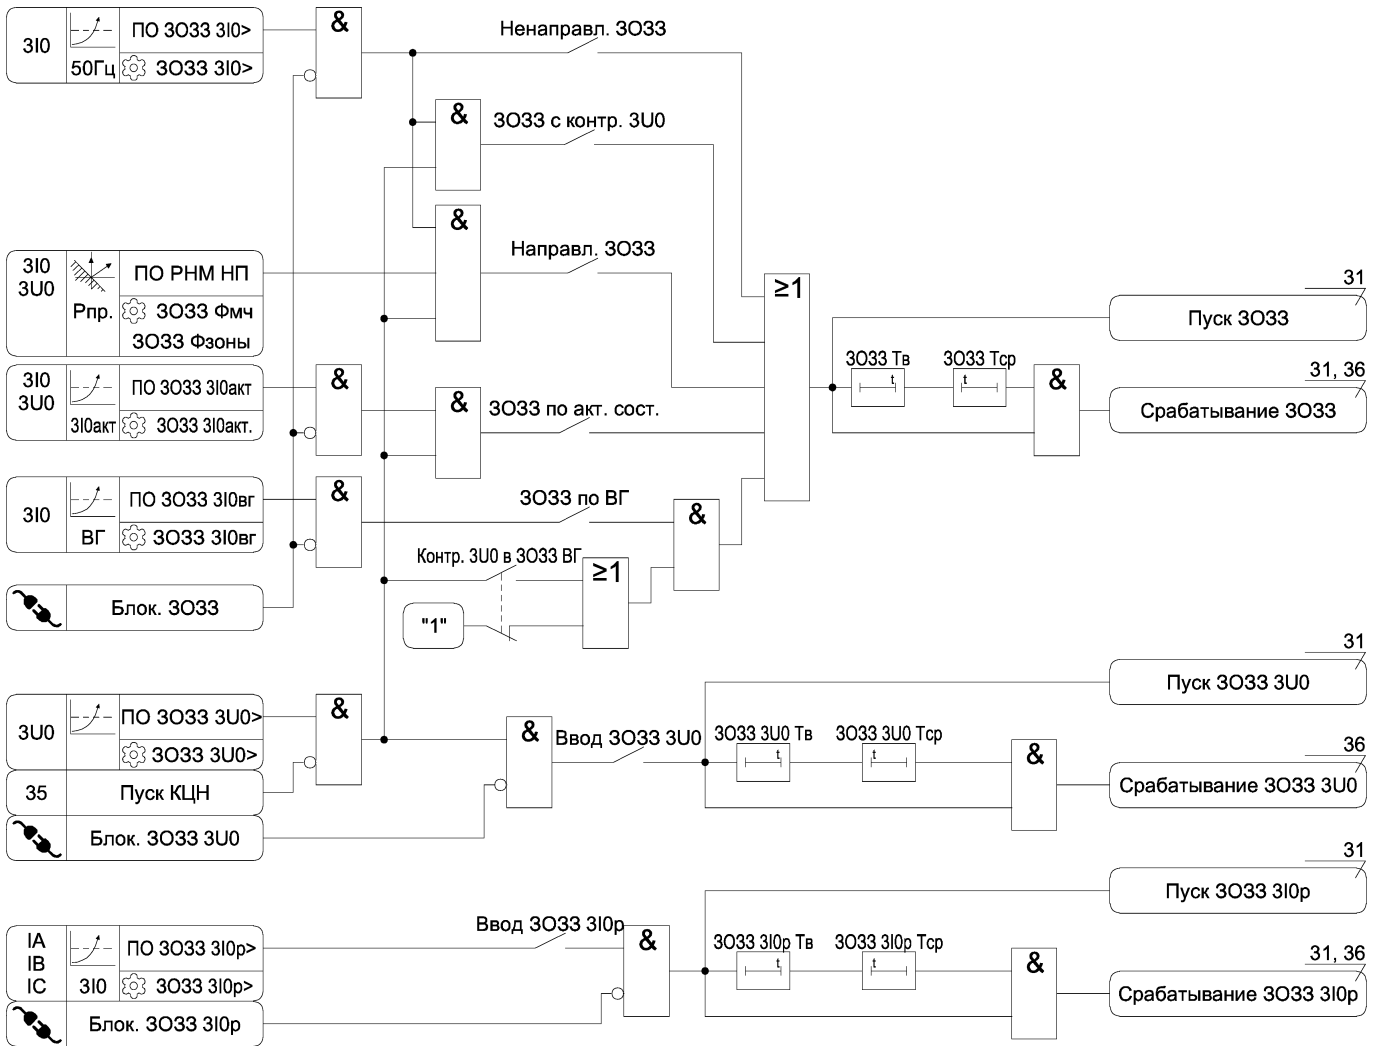 3I0
50Гц
ПО ЗОЗЗ 3I0>
ЗОЗЗ 3I0>
&
Ненаправл. ЗОЗЗ
&
ЗОЗЗ с контр. 3U0
&
Направл. ЗОЗЗ
3I0
3U0
Рпр.
ПО РНМ НП
ЗОЗЗ Фмч
ЗОЗЗ Фзоны
≥1
31
Пуск ЗОЗЗ
ЗОЗЗ Тв
t
ЗОЗЗ Тср
t
&
31, 36
Срабатывание ЗОЗЗ
3I0
3U0
3I0акт
ПО ЗОЗЗ 3I0акт
ЗОЗЗ 3I0акт.
&
&
ЗОЗЗ по акт. сост.
3I0
ВГ
ПО ЗОЗЗ 3I0вг
ЗОЗЗ 3I0вг
&
ЗОЗЗ по ВГ
&
Контр. 3U0 в ЗОЗЗ ВГ
≥1
"1"
Блок. ЗОЗЗ
3U0
ПО ЗОЗЗ 3U0>
ЗОЗЗ 3U0>
&
35
Пуск КЦН
Блок. ЗОЗЗ 3U0
&
Ввод ЗОЗЗ 3U0
ЗОЗЗ 3U0 Тв
t
ЗОЗЗ 3U0 Тср
t
&
31
Пуск ЗОЗЗ 3U0
36
Срабатывание ЗОЗЗ 3U0
IA
IB
IC
3I0
ПО ЗОЗЗ 3I0р>
ЗОЗЗ 3I0р>
Блок. ЗОЗЗ 3I0р
Ввод ЗОЗЗ 3I0р
&
ЗОЗЗ 3I0р Тв
t
ЗОЗЗ 3I0р Тср
t
&
31
Пуск ЗОЗЗ 3I0р
31, 36
Срабатывание ЗОЗЗ 3I0р